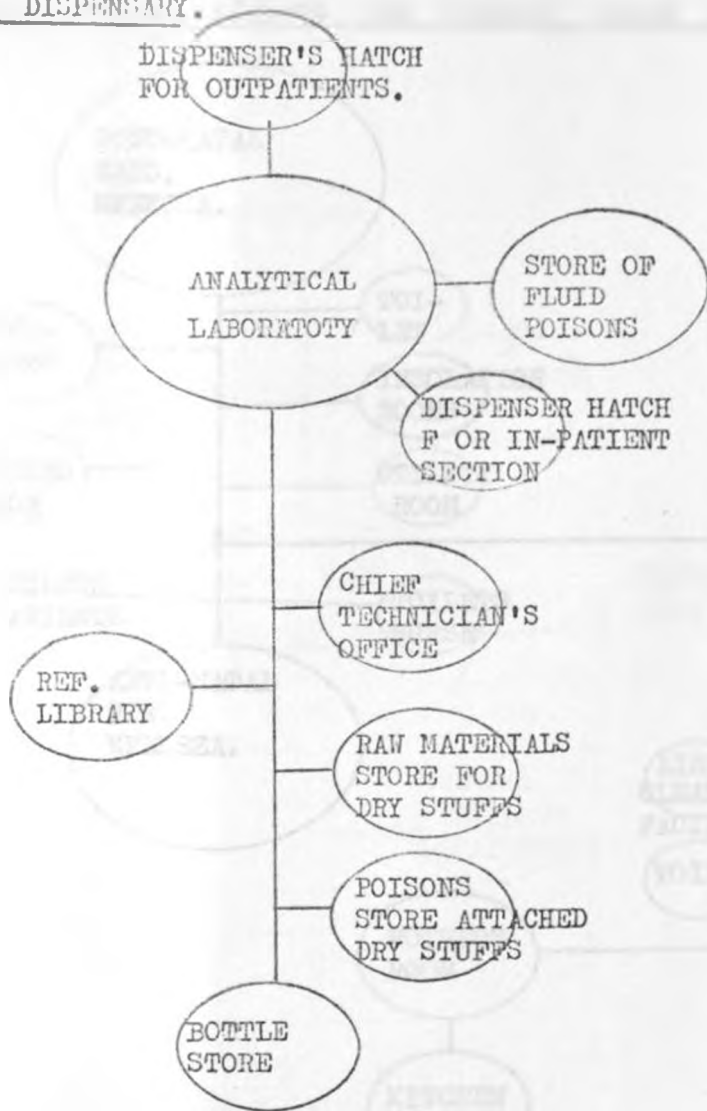 DISPENSARY.
DISPENSER'S HATCH
FOR OUTPATIENTS.
ANALYTICAL
LABORATOTY
STORE OF
FLUID
POISONS
DISPENSER HATCH
F OR IN-PATIENT
SECTION
CHIEF
TECHNICIAN'S
OFFICE
REF.
LIBRARY
RAW MATERIALS
STORE FOR
DRY STUFFS
POISONS
STORE ATTACHED
DRY STUFFS
BOTTLE
STORE
KITCHEN